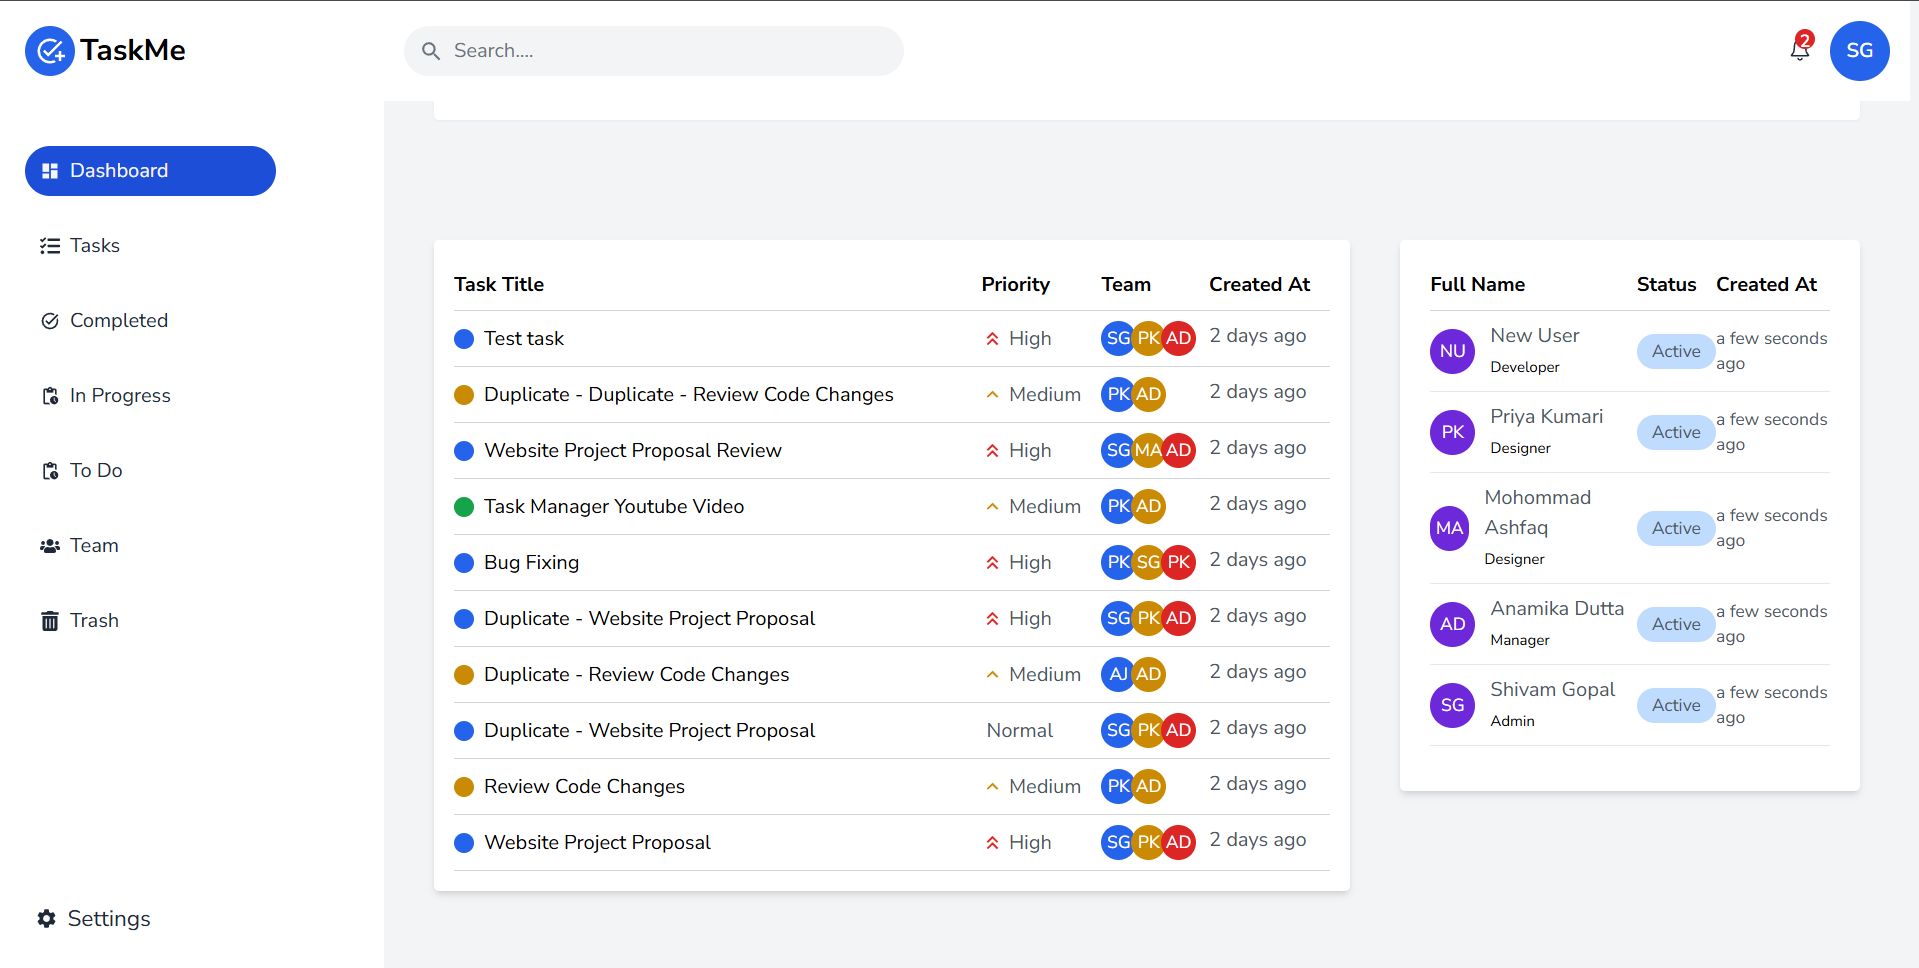 TaskMe
Search....
2
SG
Dashboard
Tasks
Completed
In Progress
To Do
Team
Trash
Settings
Task Title Priority Team Created At
Test task High SG PK AD 2 days ago
Duplicate - Duplicate - Review Code Changes Medium PK AD 2 days ago
Website Project Proposal Review High SG MA AD 2 days ago
Task Manager Youtube Video Medium PK AD 2 days ago
Bug Fixing High PK SG PK 2 days ago
Duplicate - Website Project Proposal High SG PK AD 2 days ago
Duplicate - Review Code Changes Medium AJ AD 2 days ago
Duplicate - Website Project Proposal Normal SG PK AD 2 days ago
Review Code Changes Medium PK AD 2 days ago
Website Project Proposal High SG PK AD 2 days ago
Full Name Status Created At
NU New User Active a few seconds
Developer ago
PK Priya Kumari Active a few seconds
Designer ago
Mohommad
MA Ashfaq Active a few seconds
Designer ago
AD Anamika Dutta Active a few seconds
Manager ago
SG Shivam Gopal Active a few seconds
Admin ago